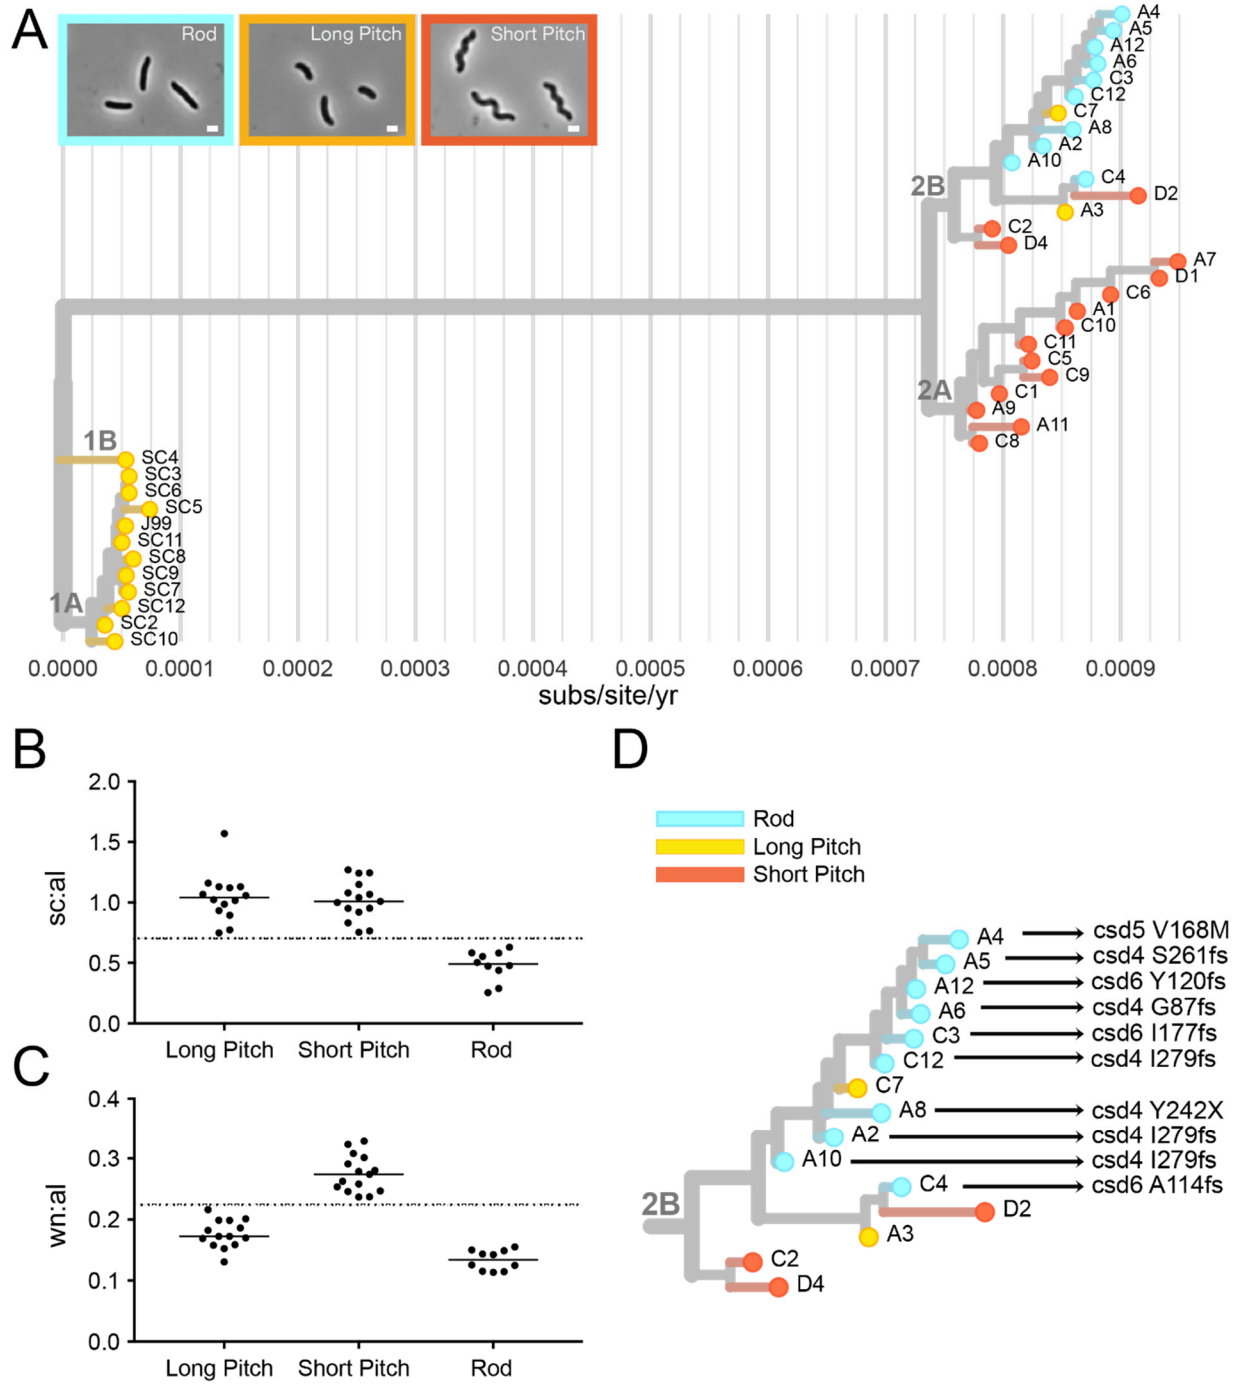 A
Rod
Long Pitch
Short Pitch
A4
A5
A12
A6
C3
C12
C7
A8
A2
A10
C4
2B
D2
A3
C2
D4
A7
D1
C6
A1
C10
C11
C5
2A
C9
C1
A9
A11
C8
1B
SC4
SC3
SC6
SC5
J99
SC11
SC8
SC9
SC7
1A
SC12
SC2
SC10
0.0000 0.0001 0.0002 0.0003 0.0004 0.0005 0.0006 0.0007 0.0008 0.0009
subs/site/yr
B
2.0
1.5
1.0
0.5
0.0
sc:al
Long Pitch Short Pitch Rod
C
0.4
0.3
0.2
0.1
0.0
wn:al
Long Pitch Short Pitch Rod
D
Rod
Long Pitch
Short Pitch
A4 csd5 V168M
A5 csd4 S261fs
A12 csd6 Y120fs
A6 csd4 G87fs
C3 csd6 I177fs
C12 csd4 I279fs
C7
A8 csd4 Y242X
A2 csd4 I279fs
A10 csd4 I279fs
C4 csd6 A114fs
2B
D2
A3
C2
D4